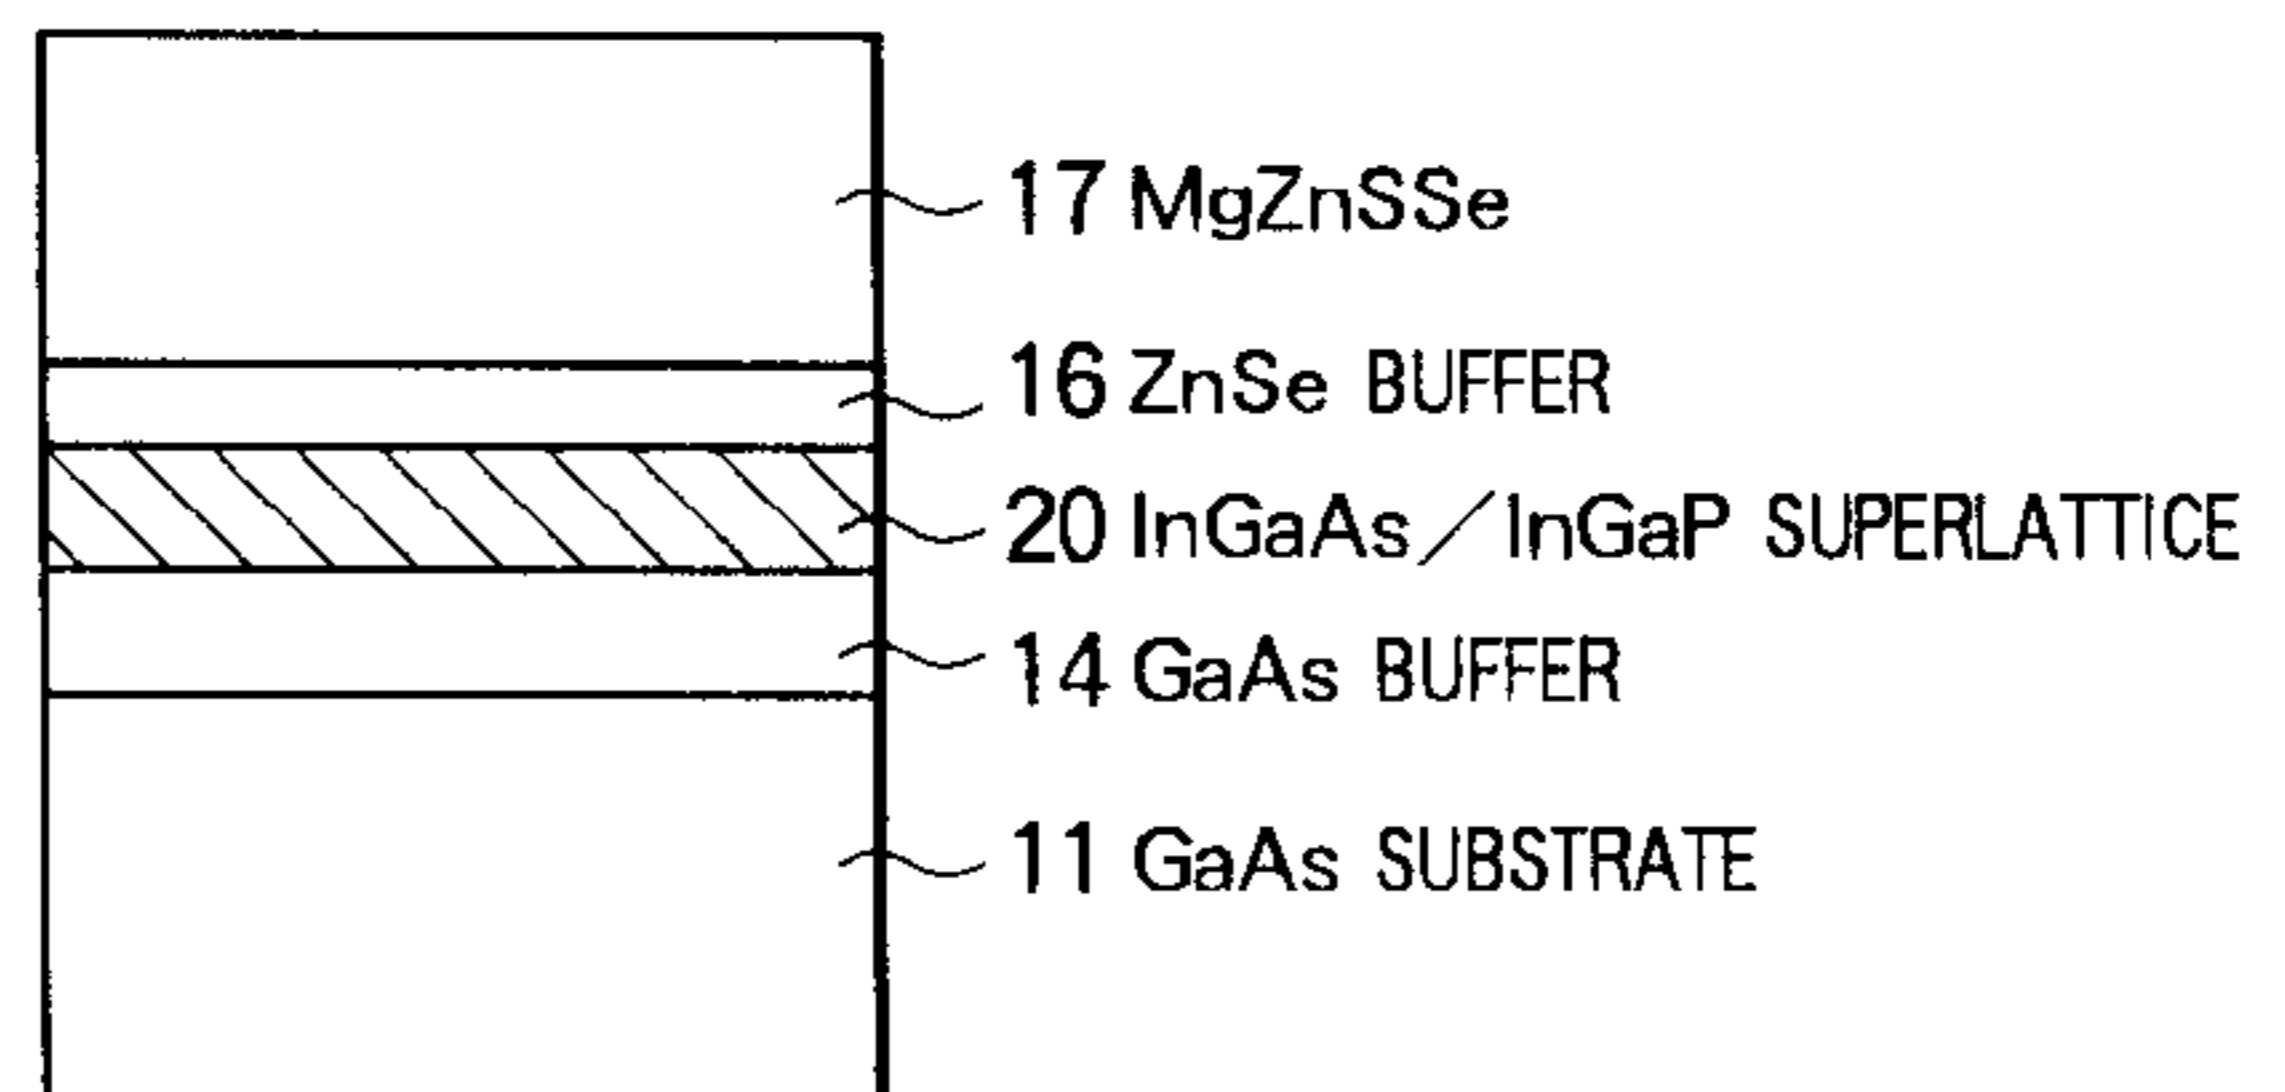 17 MgZnSSe
16 ZnSe BUFFER
20 InGaAs/InGaP SUPERLATTICE
14 GaAs BUFFER
11 GaAs SUBSTRATE